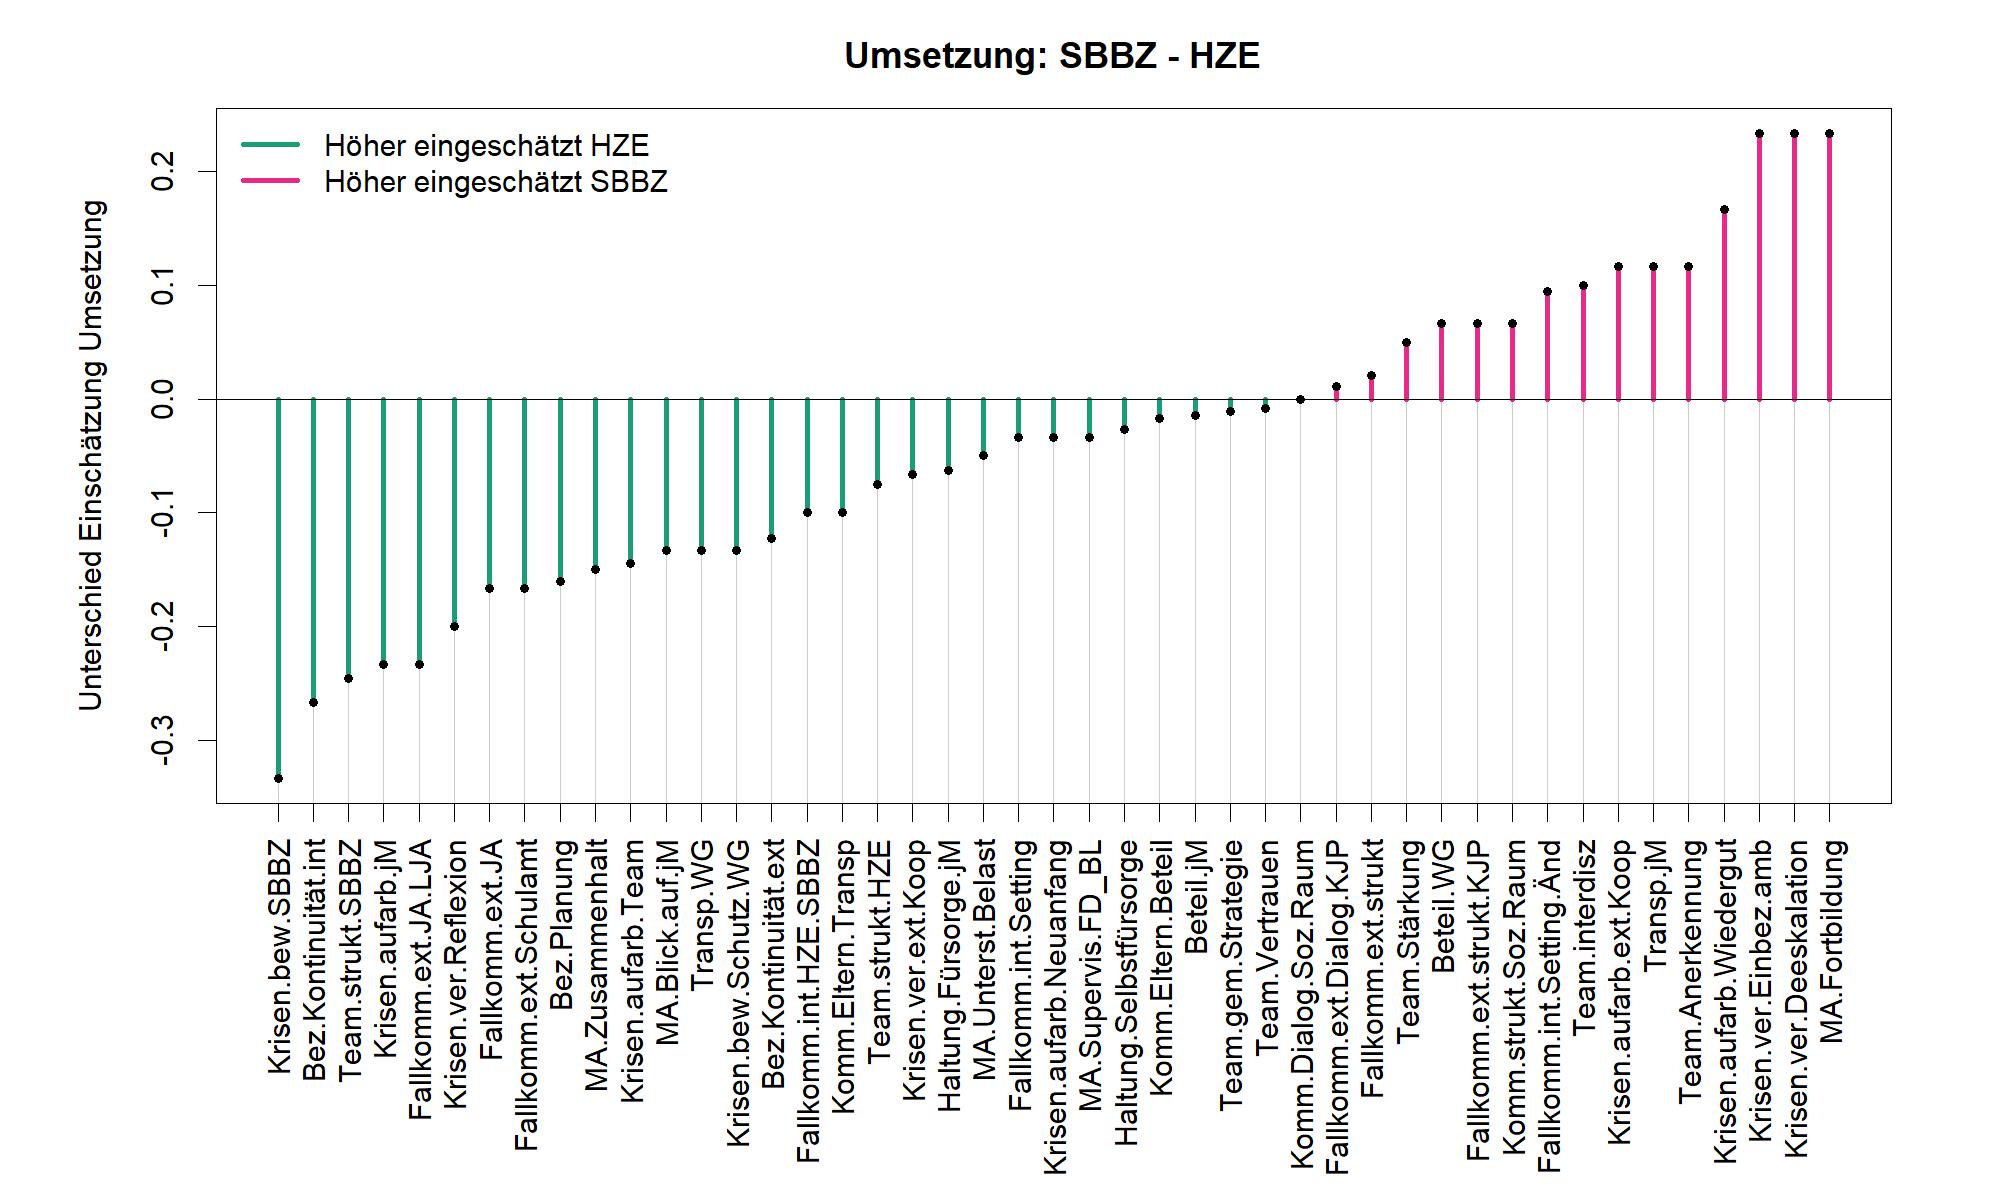 Umsetzung: SBBZ - HZE
Höher eingeschätzt HZE
Höher eingeschätzt SBBZ
Unterschied Einschätzung Umsetzung
0.2
0.1
0.0
-0.1
-0.2
-0.3
Krisen.bew.SBBZ
Bez.Kontinuität.int
Team.strukt.SBBZ
Krisen.aufarb.jM
Fallkomm.ext.JA.LJA
Krisen.ver.Reflexion
Fallkomm.ext.JA
Fallkomm.ext.Schulamt
Bez.Planung
MA.Zusammenhalt
Krisen.aufarb.Team
MA.Blick.auf.jM
Transp.WG
Krisen.bew.Schutz.WG
Bez.Kontinuität.ext
Fallkomm.int.HZE.SBBZ
Komm.Eltern.Transp
Team.strukt.HZE
Krisen.ver.ext.Koop
Haltung.Fürsorge.jM
MA.Unterst.Belast
Fallkomm.int.Setting
Krisen.aufarb.Neuanfang
MA.Supervis.FD_BL
Haltung.Selbstfürsorge
Komm.Eltern.Beteil
Beteil.jM
Team.gem.Strategie
Team.Vertrauen
Komm.Dialog.Soz.Raum
Fallkomm.ext.Dialog.KJP
Fallkomm.ext.strukt
Team.Stärkung
Beteil.WG
Fallkomm.ext.strukt.KJP
Komm.strukt.Soz.Raum
Fallkomm.int.Setting.Änd
Team.interdisz
Krisen.aufarb.ext.Koop
Transp.jM
Team.Anerkennung
Krisen.aufarb.Wiedergut
Krisen.ver.Einbez.amb
Krisen.ver.Deeskalation
MA.Fortbildung